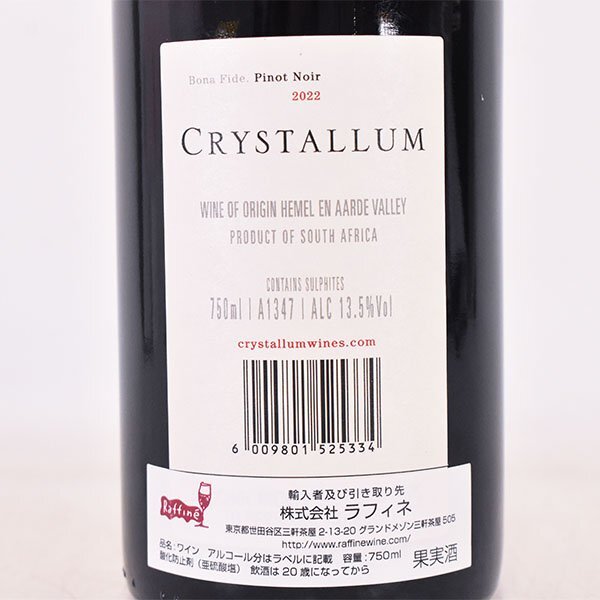 Bona Fide. Pinot Noir
2022
CRYSTALLUM
WINE OF ORIGIN HEMEL EN AARDE VALLEY
PRODUCT OF SOUTH AFRICA
CONTAINS SULPHITES
750ml | A1347 | ALC 13.5%Vol
crystallumwines.com
6 009801 525334
Raffiné
輸入者及び引き取り先
株式会社 ラフィネ
東京都世田谷区三軒茶屋 2-13-20 グランドメゾン三軒茶屋 505
http://www.raffinewine.com/
品名:ワイン アルコール分はラベルに記載 容量:750ml
酸化防止剤(亜硫酸塩) 飲酒は20歳になってから
果実酒